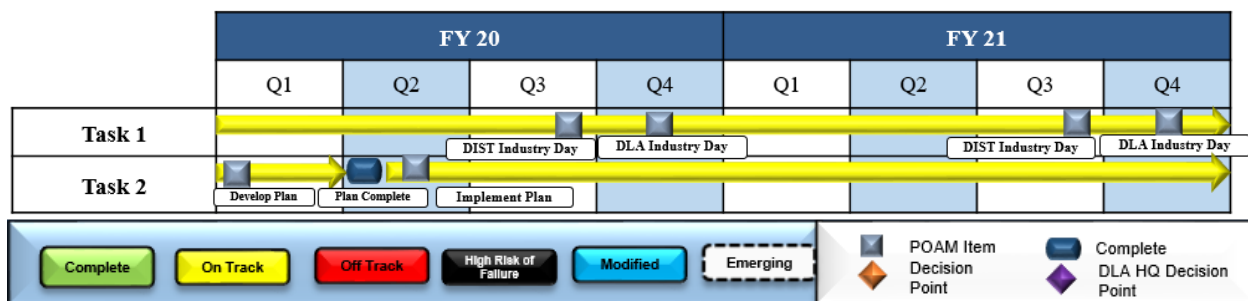 FY 20 FY 21
Q1 Q2 Q3 Q4 Q1 Q2 Q3 Q4
Task 1
DIST Industry Day DLA Industry Day DIST Industry Day DLA Industry Day
Task 2
Develop Plan Plan Complete Implement Plan
Complete On Track Off Track High Risk of Failure Modified Emerging
POAM Item Complete
Decision Point DLA HQ Decision Point